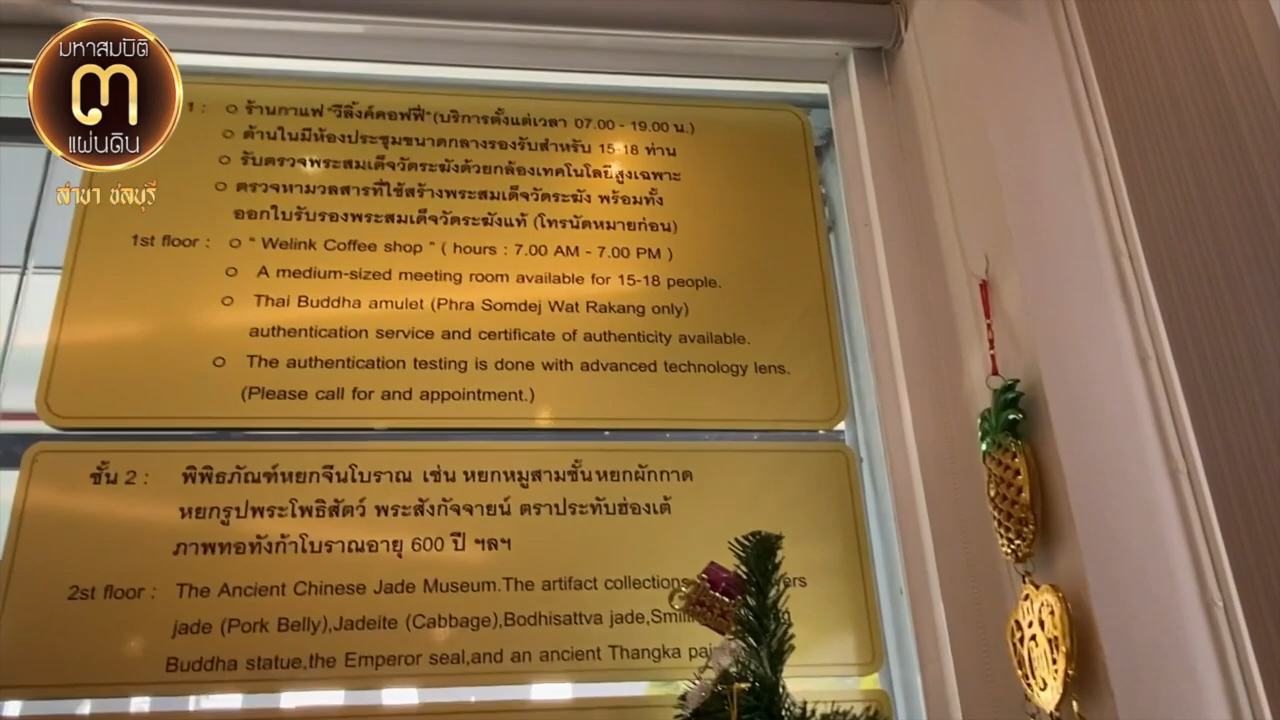 มหาสมบัติ
๓
แผ่นดิน
สาขา ชลบุรี
1 : ○ ร้านกาแฟ "วีลิ้งค์คอฟฟี่" (บริการตั้งแต่เวลา 07.00 - 19.00 น.)
○ ด้านในมีห้องประชุมขนาดกลางรองรับสำหรับ 15-18 ท่าน
○ รับตรวจพระสมเด็จวัดระฆังด้วยกล้องเทคโนโลยีสูงเฉพาะ
○ ตรวจหามวลสารที่ใช้สร้างพระสมเด็จวัดระฆัง พร้อมทั้ง
ออกใบรับรองพระสมเด็จวัดระฆังแท้ (โทรนัดหมายก่อน)
1st floor : ○ " Welink Coffee shop " ( hours : 7.00 AM - 7.00 PM )
○ A medium-sized meeting room available for 15-18 people.
○ Thai Buddha amulet (Phra Somdej Wat Rakang only)
authentication service and certificate of authenticity available.
○ The authentication testing is done with advanced technology lens.
(Please call for and appointment.)
ชั้น 2 : พิพิธภัณฑ์หยกจีนโบราณ เช่น หยกหมูสามชั้น หยกผักกาด
หยกรูปพระโพธิสัตว์ พระสังกัจจายน์ ตราประทับฮ่องเต้
ภาพทอทังก้าโบราณอายุ 600 ปี ฯลฯ
2st floor : The Ancient Chinese Jade Museum.The artifact collections
jade (Pork Belly),Jadeite (Cabbage),Bodhisattva jade,
Buddha statue,the Emperor seal,and an ancient Thangka